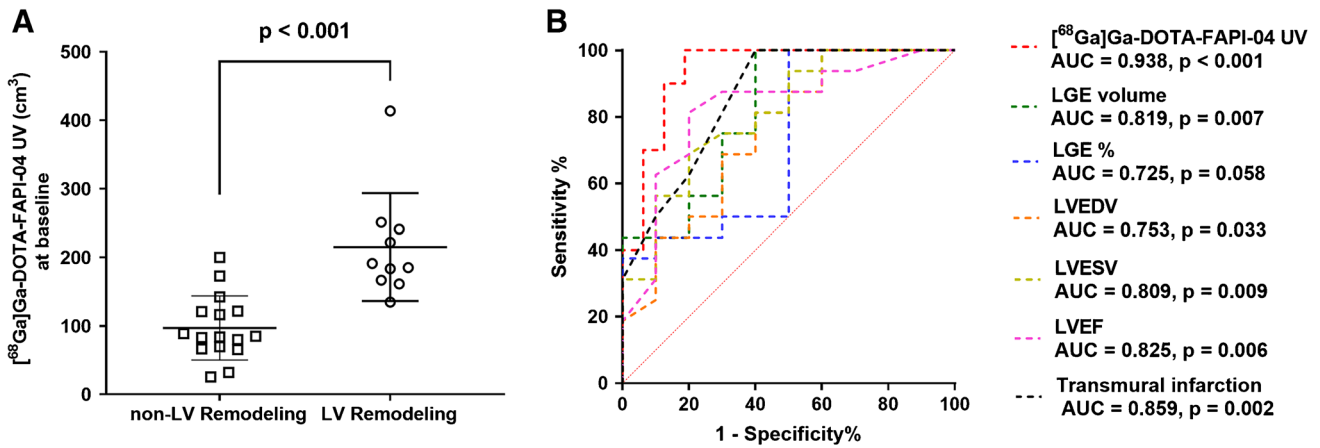 A
p < 0.001
[⁶⁸Ga]Ga-DOTA-FAPI-04 UV (cm³)
at baseline
500
400
300
200
100
0
non-LV Remodeling
LV Remodeling
B
Sensitivity %
100
80
60
40
20
0
0
20
40
60
80
100
1 - Specificity%
[⁶⁸Ga]Ga-DOTA-FAPI-04 UV
AUC = 0.938, p < 0.001
LGE volume
AUC = 0.819, p = 0.007
LGE %
AUC = 0.725, p = 0.058
LVEDV
AUC = 0.753, p = 0.033
LVESV
AUC = 0.809, p = 0.009
LVEF
AUC = 0.825, p = 0.006
Transmural infarction
AUC = 0.859, p = 0.002